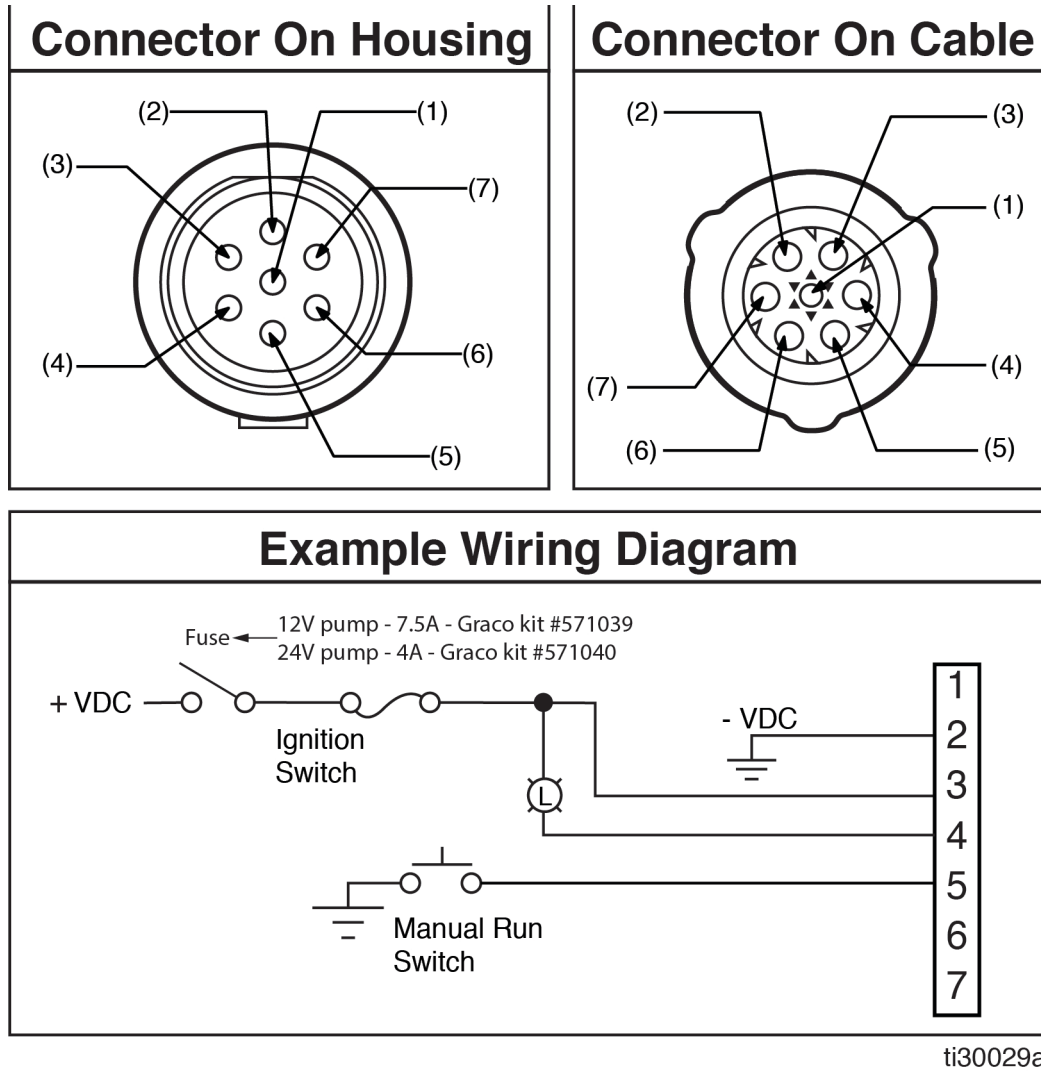 Connector On Housing
(2)
(1)
(3)
(7)
(4)
(6)
(5)
Connector On Cable
(2)
(3)
(1)
(4)
(7)
(6)
(5)
Example Wiring Diagram
Fuse
12V pump - 7.5A - Graco kit #571039
24V pump - 4A - Graco kit #571040
+ VDC
Ignition
Switch
L
- VDC
Manual Run
Switch
1
2
3
4
5
6
7
ti30029a